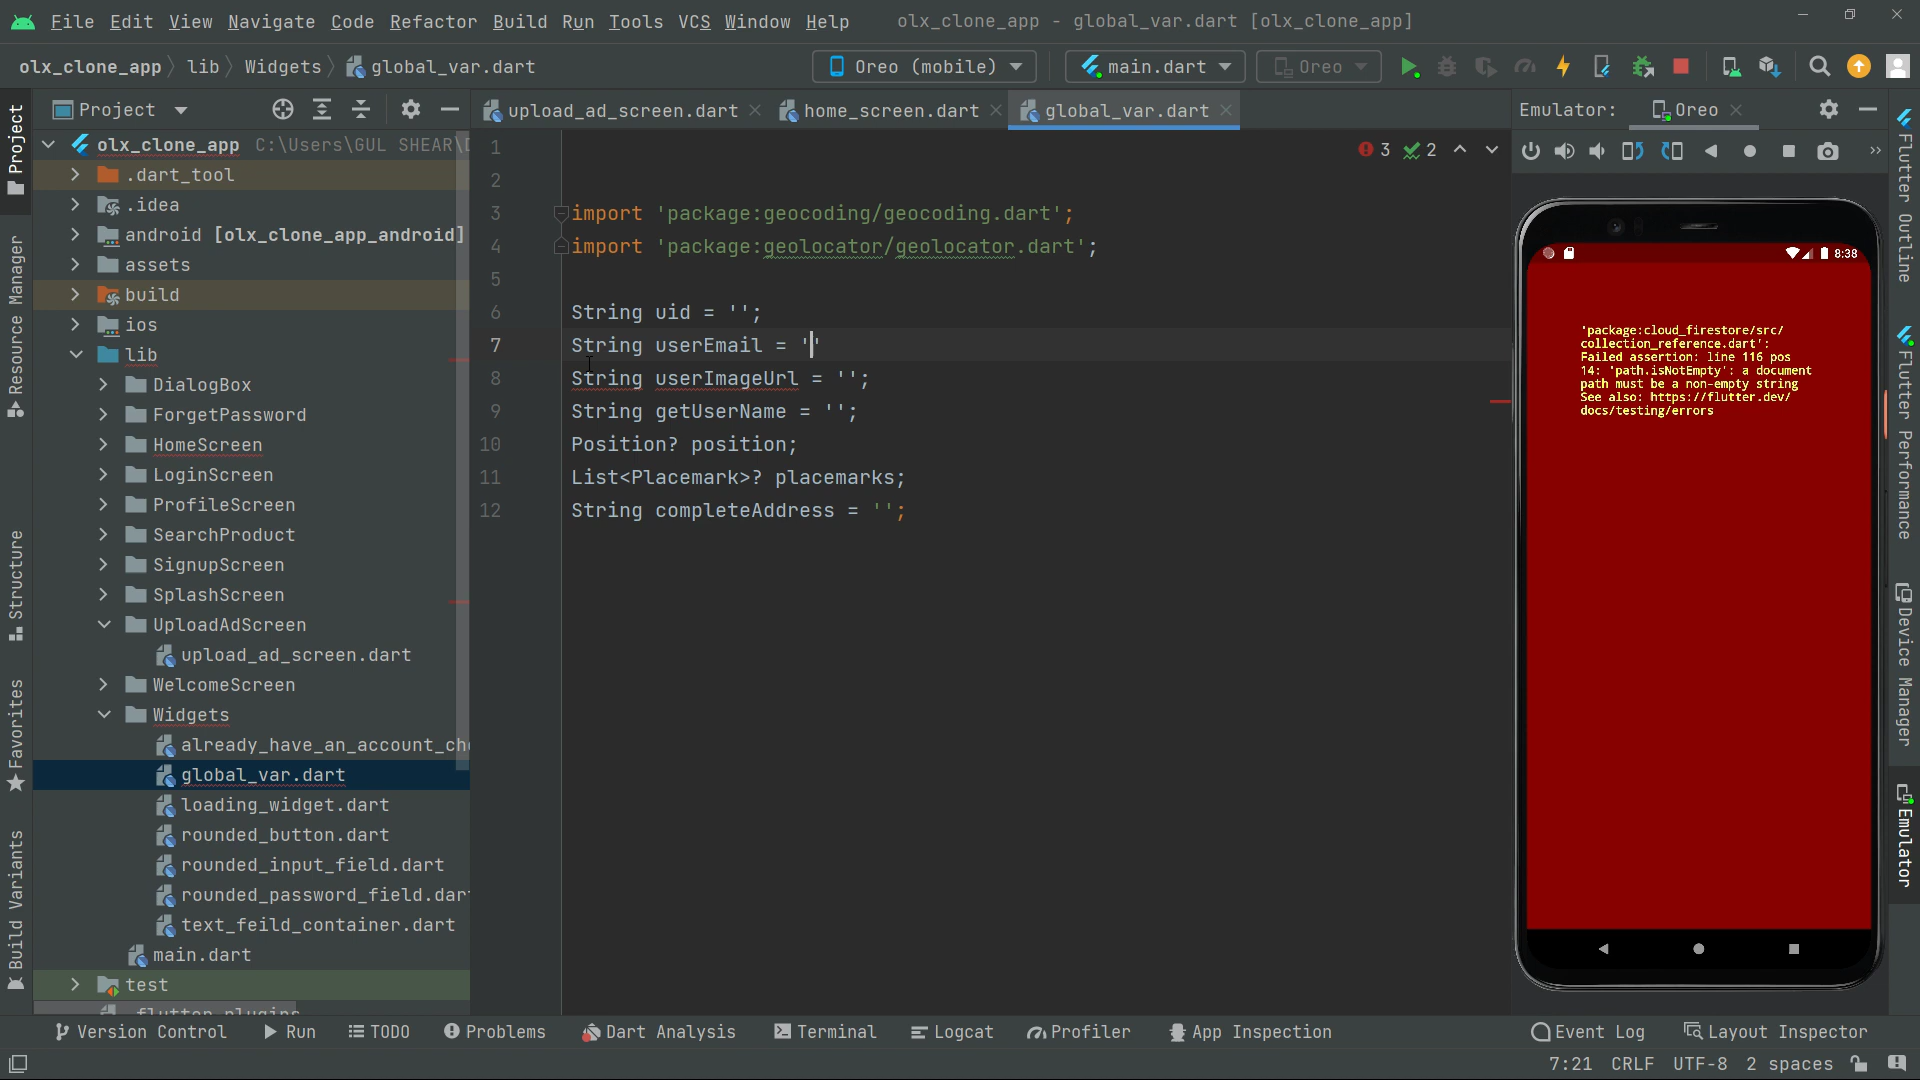 File Edit View Navigate Code Refactor Build Run Tools VCS Window Help olx_clone_app - global_var.dart [olx_clone_app]
olx_clone_app lib Widgets global_var.dart Oreo (mobile) main.dart Oreo
Project upload_ad_screen.dart home_screen.dart global_var.dart Emulator: Oreo
olx_clone_app C:\Users\GUL SHEAR\D
.dart_tool
.idea
android [olx_clone_app_android]
assets
build
ios
lib
DialogBox
ForgetPassword
HomeScreen
LoginScreen
ProfileScreen
SearchProduct
SignupScreen
SplashScreen
UploadAdScreen
upload_ad_screen.dart
WelcomeScreen
Widgets
already_have_an_account_che
global_var.dart
loading_widget.dart
rounded_button.dart
rounded_input_field.dart
rounded_password_field.dart
text_feild_container.dart
main.dart
test
3 2
1
2
3 import 'package:geocoding/geocoding.dart';
4 import 'package:geolocator/geolocator.dart';
5
6 String uid = '';
7 String userEmail = ''
8 String userImageUrl = '';
9 String getUserName = '';
10 Position? position;
11 List<Placemark>? placemarks;
12 String completeAddress = '';
8:38
'package:cloud_firestore/src/
collection_reference.dart':
Failed assertion: line 116 pos
14: 'path.isNotEmpty': a document
path must be a non-empty string
See also: https://flutter.dev/
docs/testing/errors
Project
Resource Manager
Structure
Favorites
Build Variants
Flutter Outline
Flutter Performance
Device Manager
Emulator
Version Control Run TODO Problems Dart Analysis Terminal Logcat Profiler App Inspection Event Log Layout Inspector
7:21 CRLF UTF-8 2 spaces